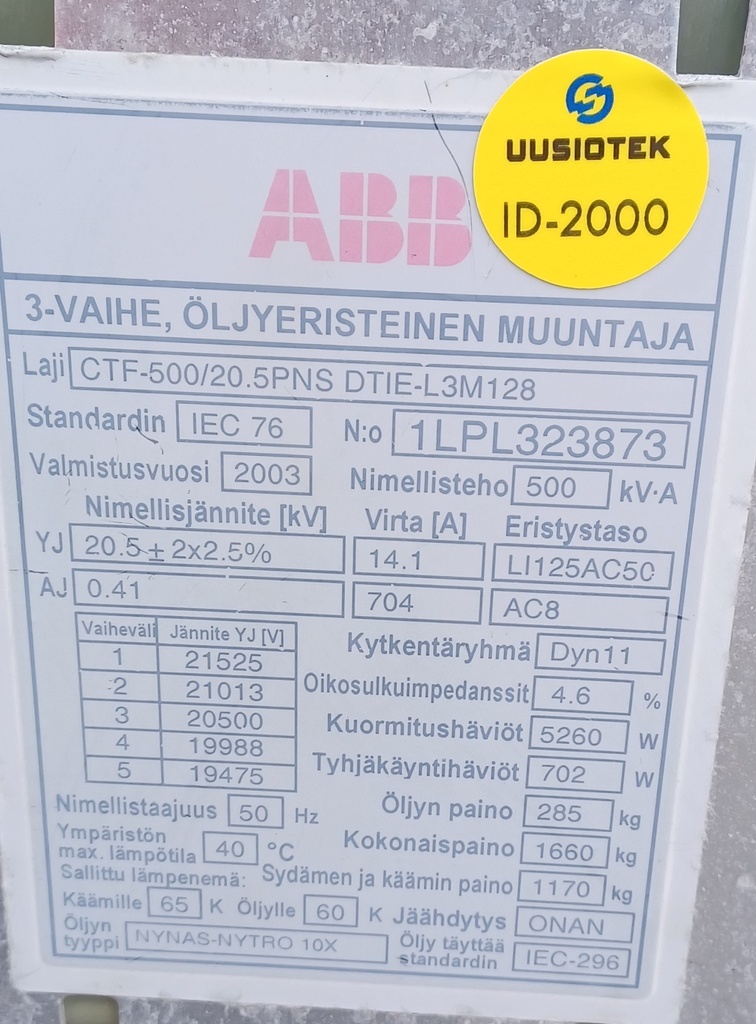 UUSIOTEK
ID-2000
ABB
3-VAIHE, ÖLJYERISTEINEN MUUNTAJA
Laji CTF-500/20.5PNS DTIE-L3M128
Standardin IEC 76 N:o 1LPL323873
Valmistusvuosi 2003 Nimellisteho 500 kV·A
Nimellisjännite [kV] Virta [A] Eristystaso
YJ 20.5 ± 2x2.5% 14.1 LI125AC50
AJ 0.41 704 AC8
Vaiheväli Jännite YJ [V] Kytkentäryhmä Dyn11
1 21525
2 21013 Oikosulkuimpedanssit 4.6 %
3 20500 Kuormitushäviöt 5260 W
4 19988
5 19475 Tyhjäkäyntihäviöt 702 W
Nimellistaajuus 50 Hz Öljyn paino 285 kg
Ympäristön
max. lämpötila 40 °C Kokonaispaino 1660 kg
Sallittu lämpenemä: Sydämen ja käämin paino 1170 kg
Käämille 65 K Öljylle 60 K Jäähdytys ONAN
Öljyn
tyyppi NYNAS-NYTRO 10X Öljy täyttää
standardin IEC-296